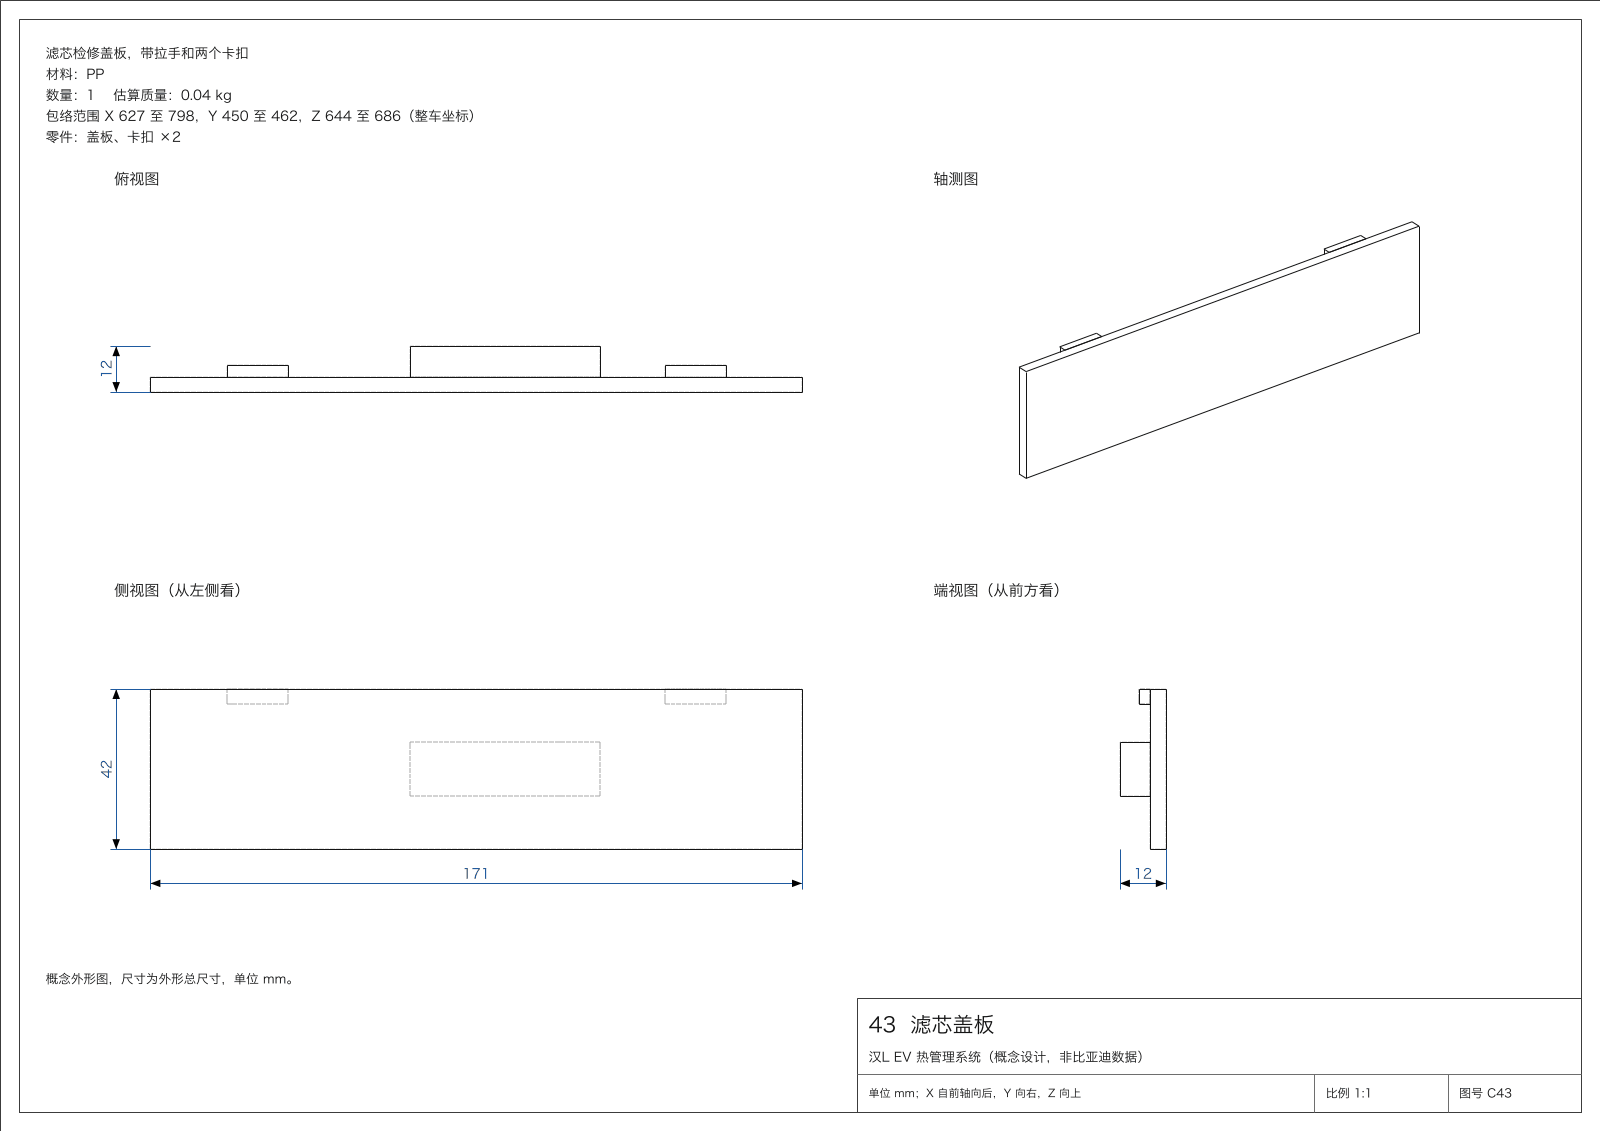 滤芯检修盖板，带拉手和两个卡扣
材料：PP
数量：1　估算质量：0.04 kg
包络范围 X 627 至 798，Y 450 至 462，Z 644 至 686（整车坐标）
零件：盖板、卡扣 ×2
俯视图
轴测图
12
侧视图（从左侧看）
端视图（从前方看）
42
171
12
概念外形图，尺寸为外形总尺寸，单位 mm。
43 滤芯盖板
汉L EV 热管理系统（概念设计，非比亚迪数据）
单位 mm；X 自前轴向后，Y 向右，Z 向上
比例 1:1
图号 C43